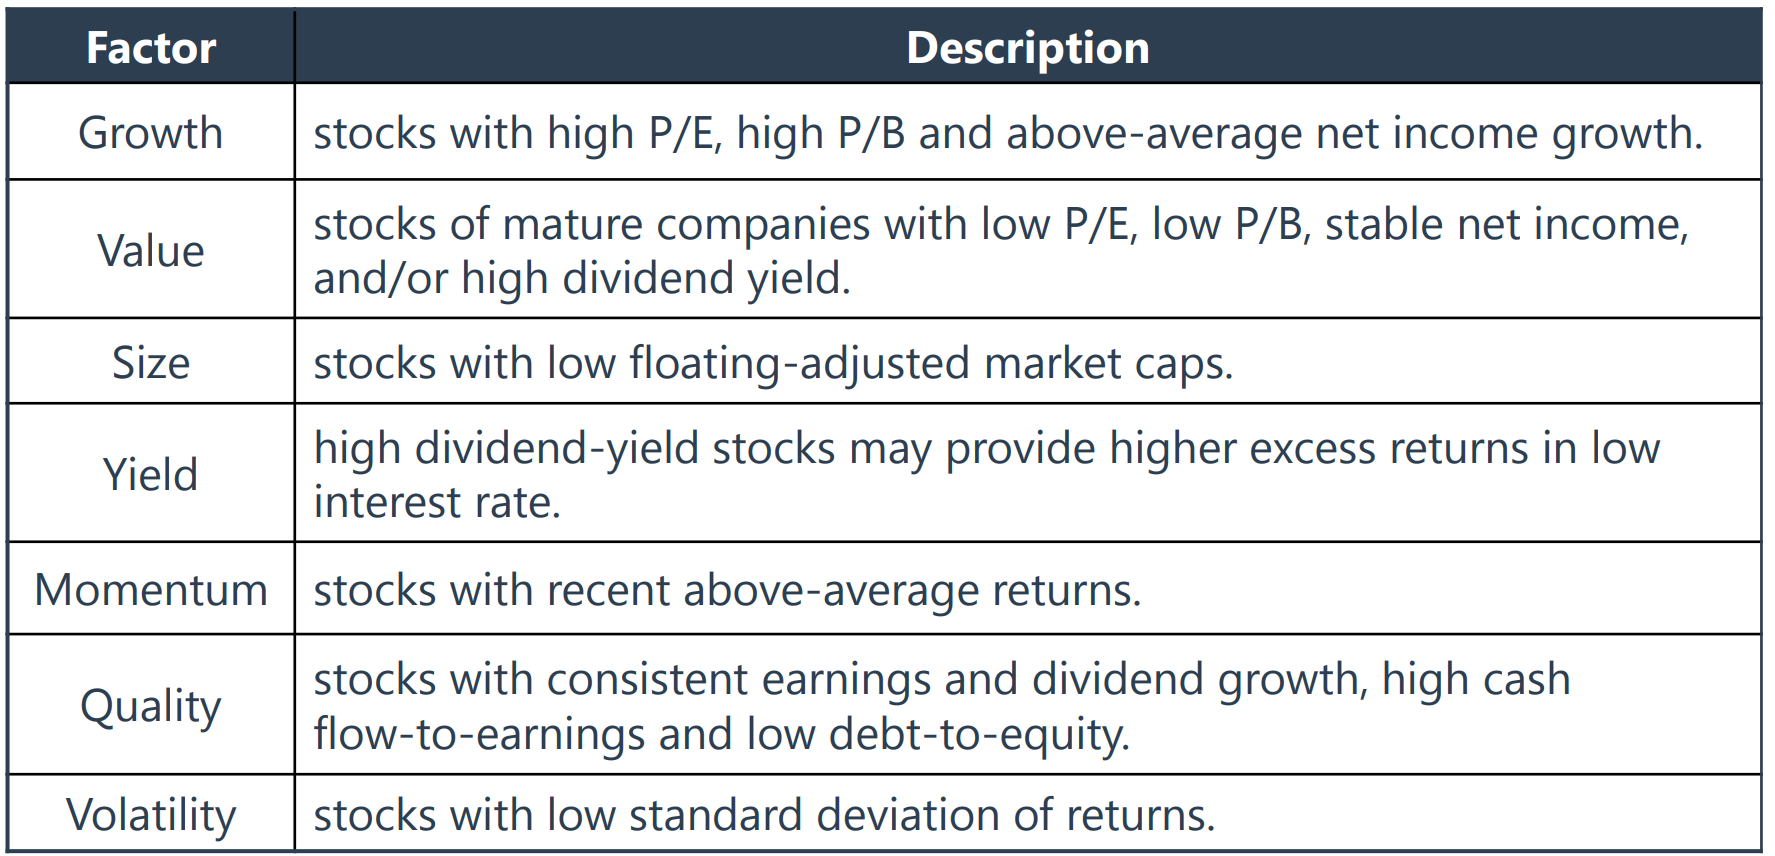 Factor Description
Growth stocks with high P/E, high P/B and above-average net income growth.
Value stocks of mature companies with low P/E, low P/B, stable net income,
and/or high dividend yield.
Size stocks with low floating-adjusted market caps.
Yield high dividend-yield stocks may provide higher excess returns in low
interest rate.
Momentum stocks with recent above-average returns.
Quality stocks with consistent earnings and dividend growth, high cash
flow-to-earnings and low debt-to-equity.
Volatility stocks with low standard deviation of returns.